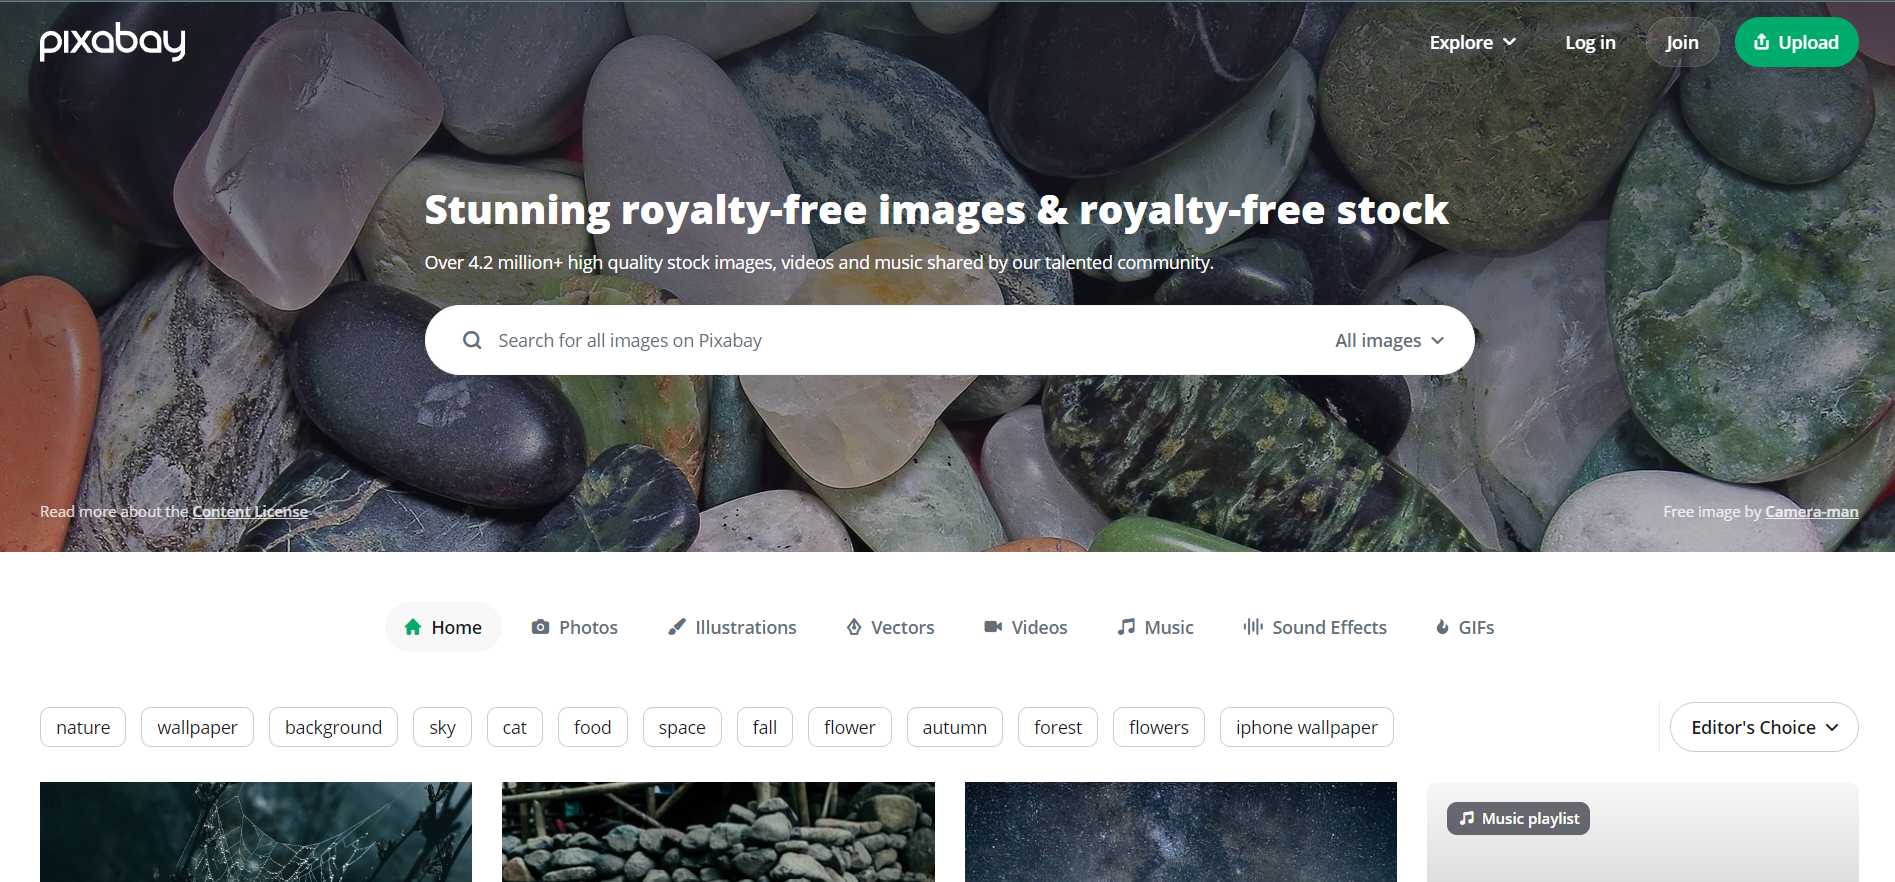 pixabay
Explore
Log in
Join
Upload
Stunning royalty-free images & royalty-free stock
Over 4.2 million+ high quality stock images, videos and music shared by our talented community.
Search for all images on Pixabay
All images
Read more about the Content License
Free image by Camera-man
Home
Photos
Illustrations
Vectors
Videos
Music
Sound Effects
GIFs
nature
wallpaper
background
sky
cat
food
space
fall
flower
autumn
forest
flowers
iphone wallpaper
Editor's Choice
Music playlist